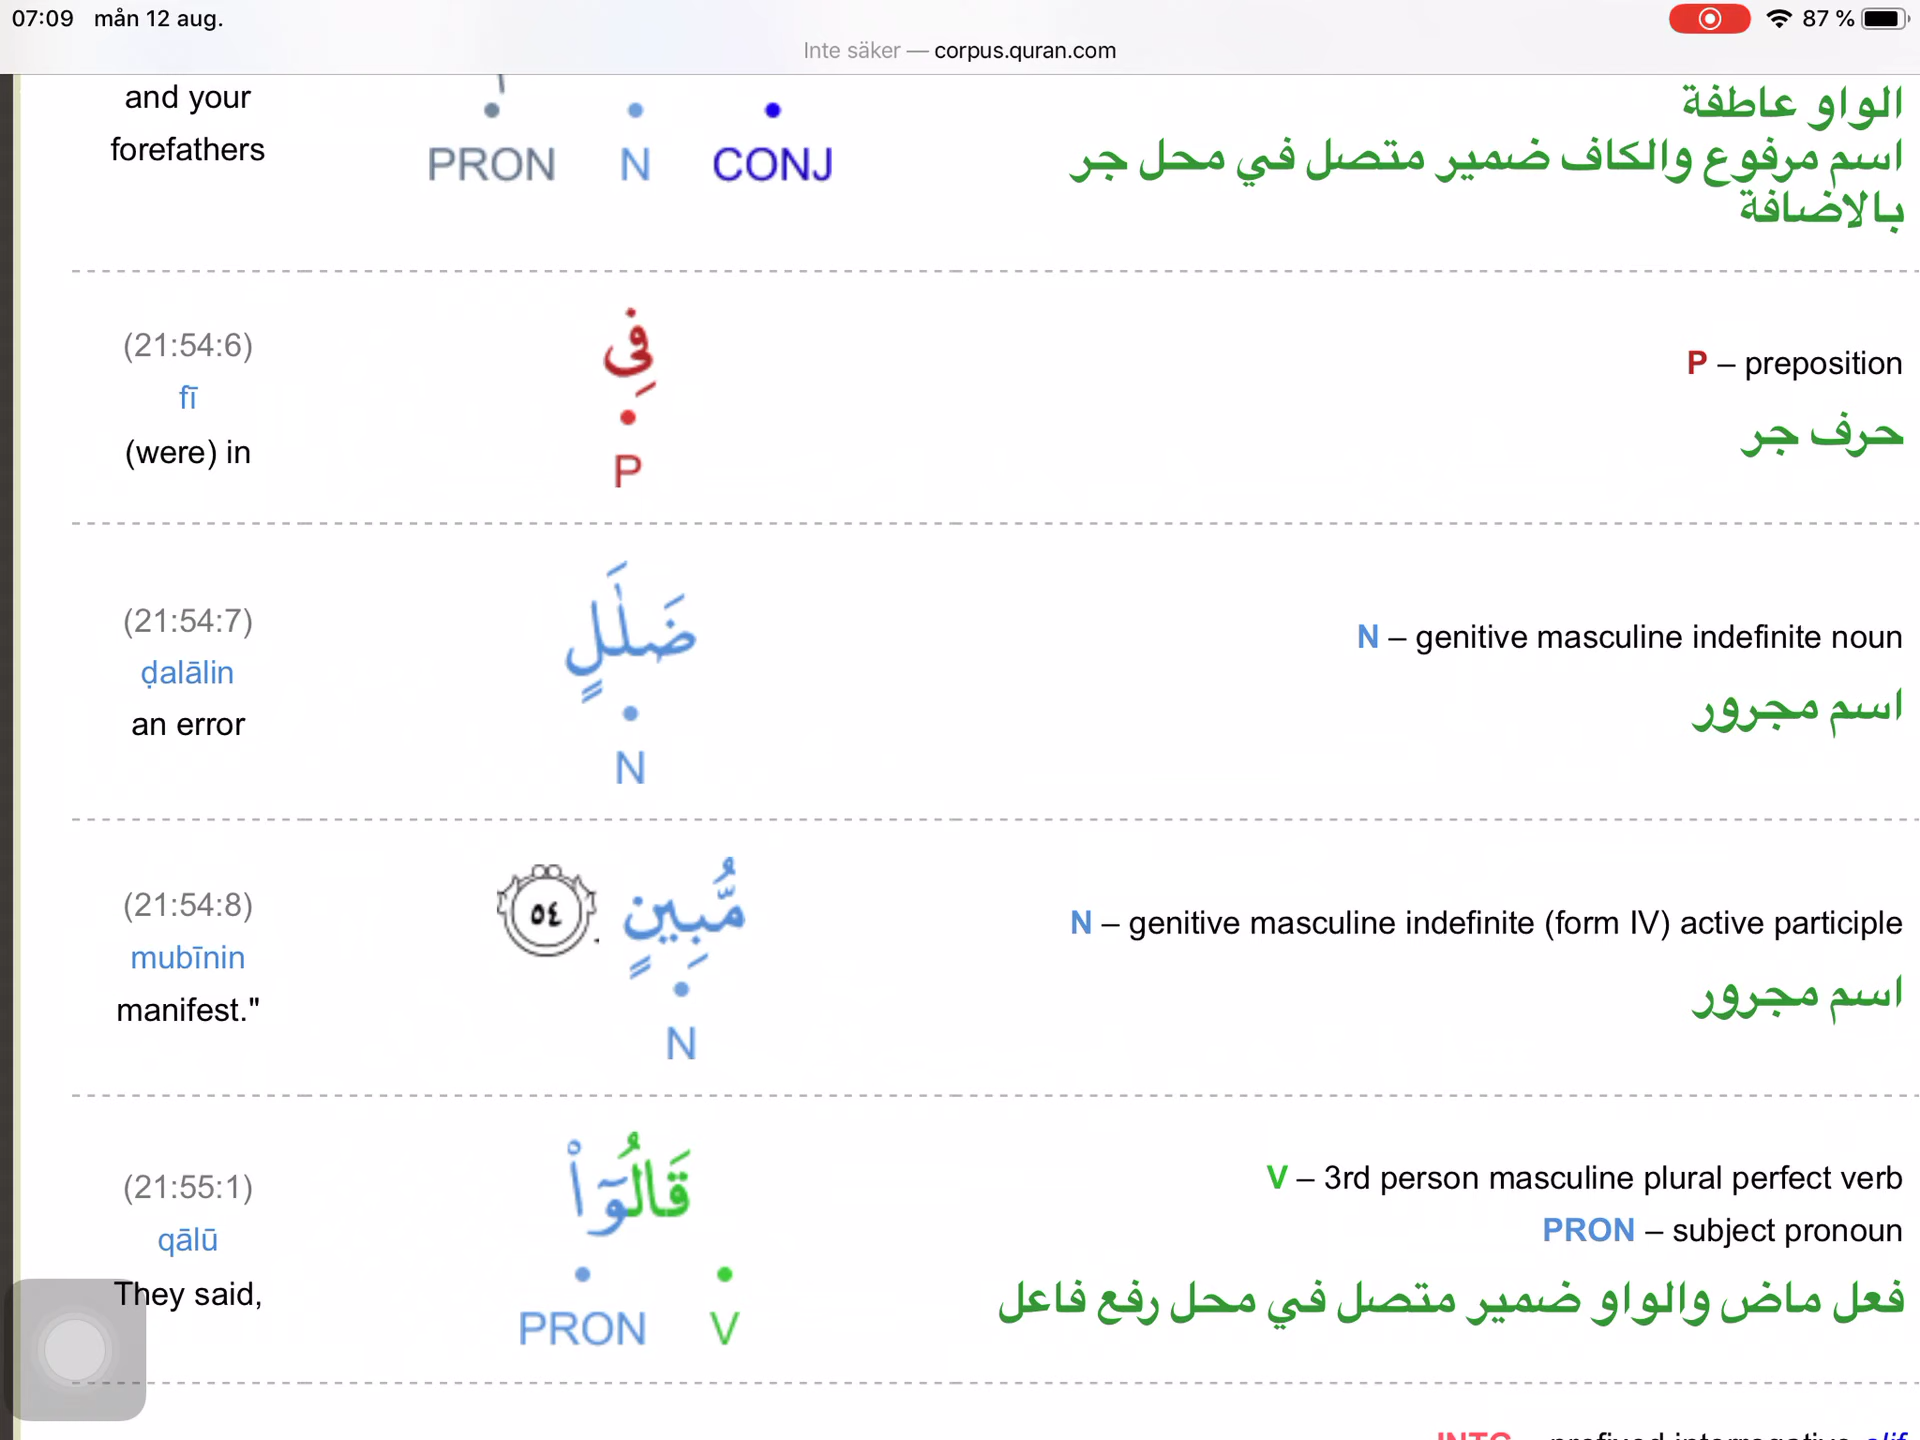 07:09 mån 12 aug.
87 %
Inte säker — corpus.quran.com
and your
forefathers
PRON N CONJ
الواو عاطفة
اسم مرفوع والكاف ضمير متصل في محل جر
بالاضافة
(21:54:6)
fī
(were) in
فِى
P
P – preposition
حرف جر
(21:54:7)
ḍalālin
an error
ضَلَٰلٍ
N
N – genitive masculine indefinite noun
اسم مجرور
(21:54:8)
mubīnin
manifest."
مُّبِينٍ ٥٤
N
N – genitive masculine indefinite (form IV) active participle
اسم مجرور
(21:55:1)
qālū
They said,
قَالُوٓا۟
PRON V
V – 3rd person masculine plural perfect verb
PRON – subject pronoun
فعل ماض والواو ضمير متصل في محل رفع فاعل
INTG – prefixed interrogative alif